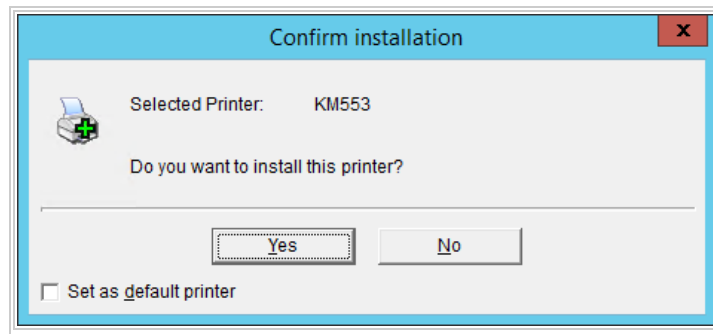 Confirm installation
x
Selected Printer: KM553
Do you want to install this printer?
Yes No
Set as default printer